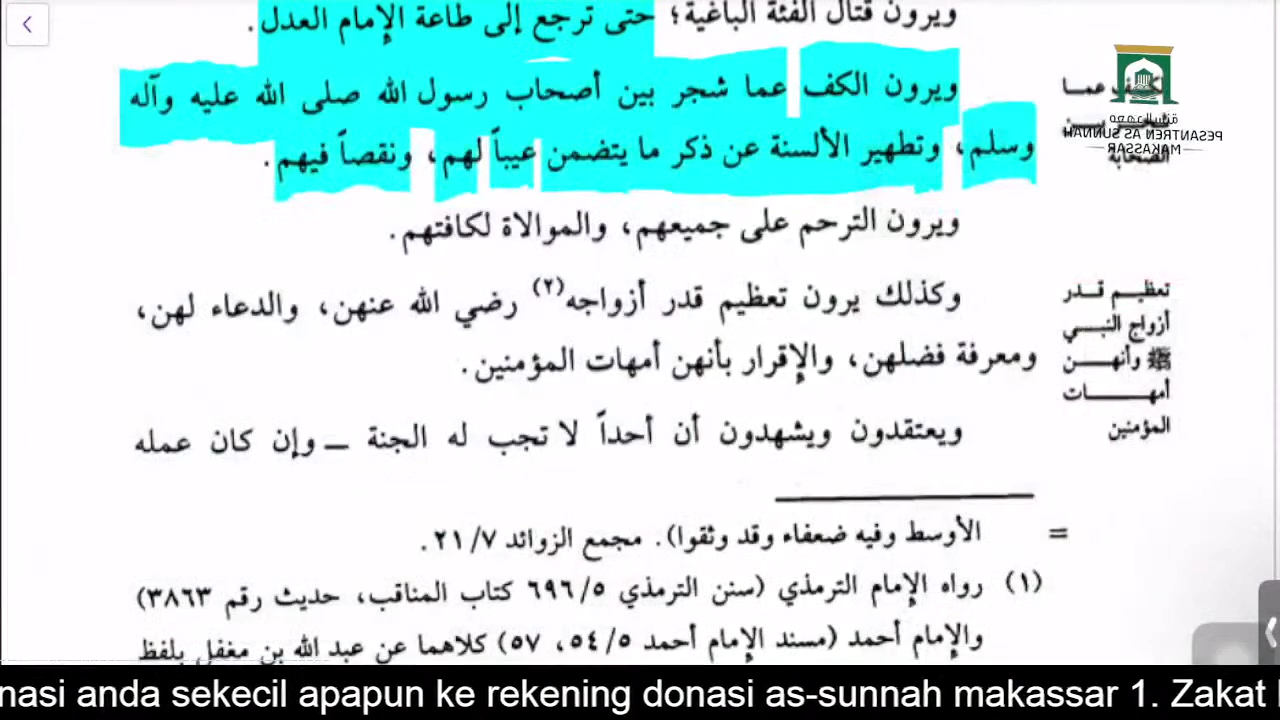 ويرون قتال الفئة الباغية؛ حتى ترجع إلى طاعة الإمام العدل.
ويرون الكف عما شجر بين أصحاب رسول الله صلى الله عليه وآله
وسلم، وتطهير الألسنة عن ذكر ما يتضمن عيباً لهم، ونقصاً فيهم.
ويرون الترحم على جميعهم، والموالاة لكافتهم.
وكذلك يرون تعظيم قدر أزواجه(٢) رضي الله عنهن، والدعاء لهن،
ومعرفة فضلهن، والإقرار بأنهن أمهات المؤمنين.
ويعتقدون ويشهدون أن أحداً لا تجب له الجنة ــ وإن كان عمله
عما
الصحابة
PESANTREN AS SUNNAH
MAKASSAR
تعظيم قدر
أزواج النبي
ﷺ وأنهن
أمهات
المؤمنين
= الأوسط وفيه ضعفاء وقد وثقوا). مجمع الزوائد ٢١/٧.
(١) رواه الإمام الترمذي (سنن الترمذي ٦٩٦/٥ كتاب المناقب، حديث رقم ٣٨٦٣)
والإمام أحمد (مسند الإمام أحمد ٥٤/٥، ٥٧) كلاهما عن عبد الله بن مغفل بلفظ
nasi anda sekecil apapun ke rekening donasi as-sunnah makassar 1. Zakat